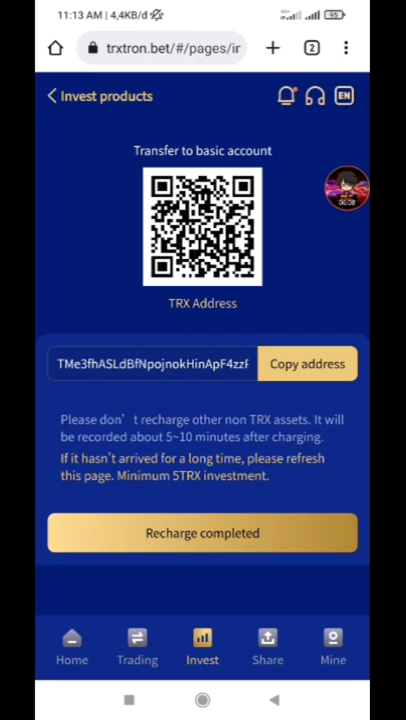 11:13 AM | 4,4KB/d
95
trxtron.bet/#/pages/ir
2
Invest products
EN
Transfer to basic account
06:08
TRX Address
TMe3fhASLdBfNpojnokHinApF4zzF
Copy address
Please don't recharge other non TRX assets. It will
be recorded about 5~10 minutes after charging.
If it hasn't arrived for a long time, please refresh
this page. Minimum 5TRX investment.
Recharge completed
Home
Trading
Invest
Share
Mine